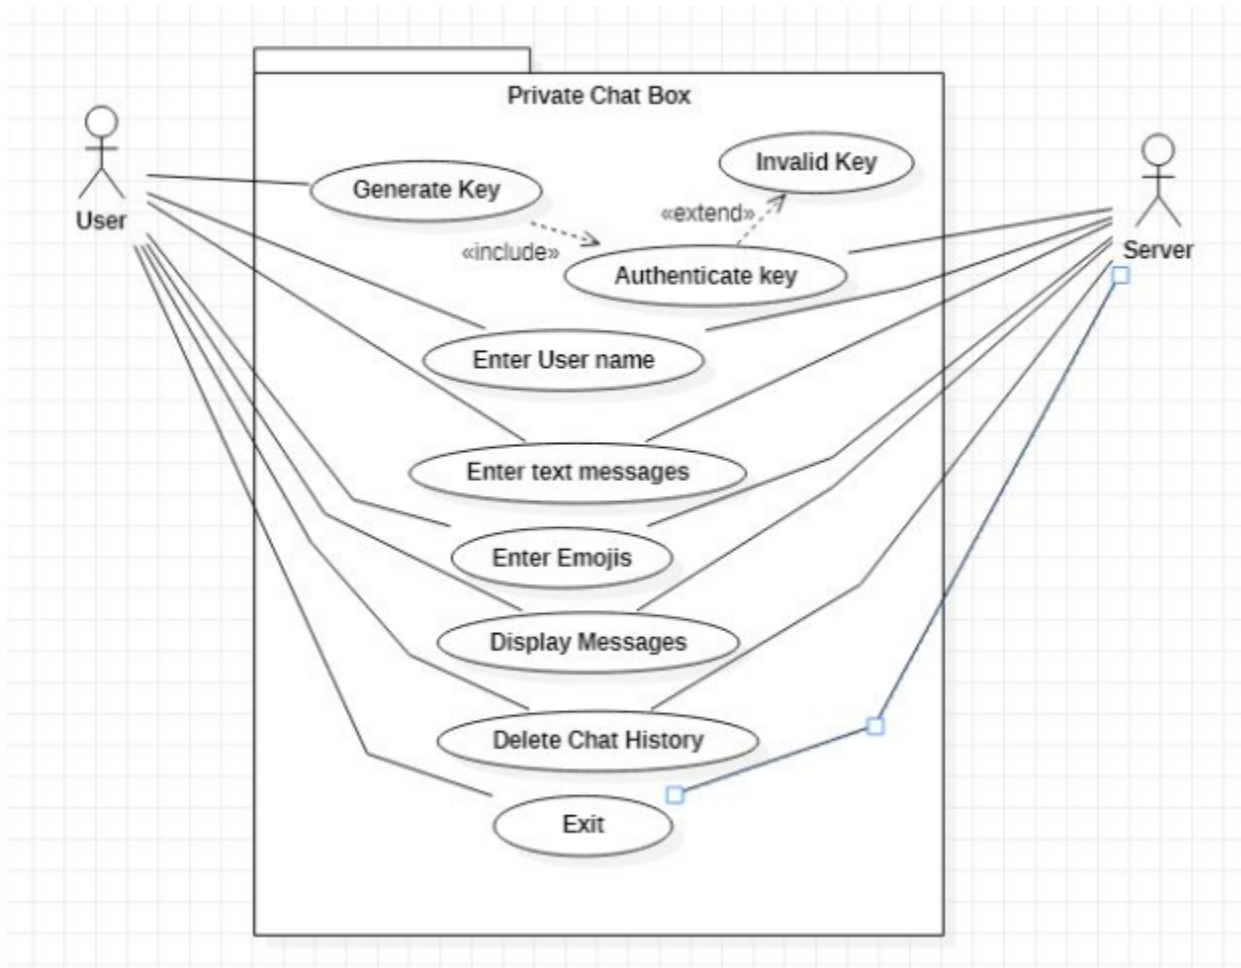 Private Chat Box
Invalid Key
Generate Key
User
«extend»
Server
«include»
Authenticate key
Enter User name
Enter text messages
Enter Emojis
Display Messages
Delete Chat History
Exit